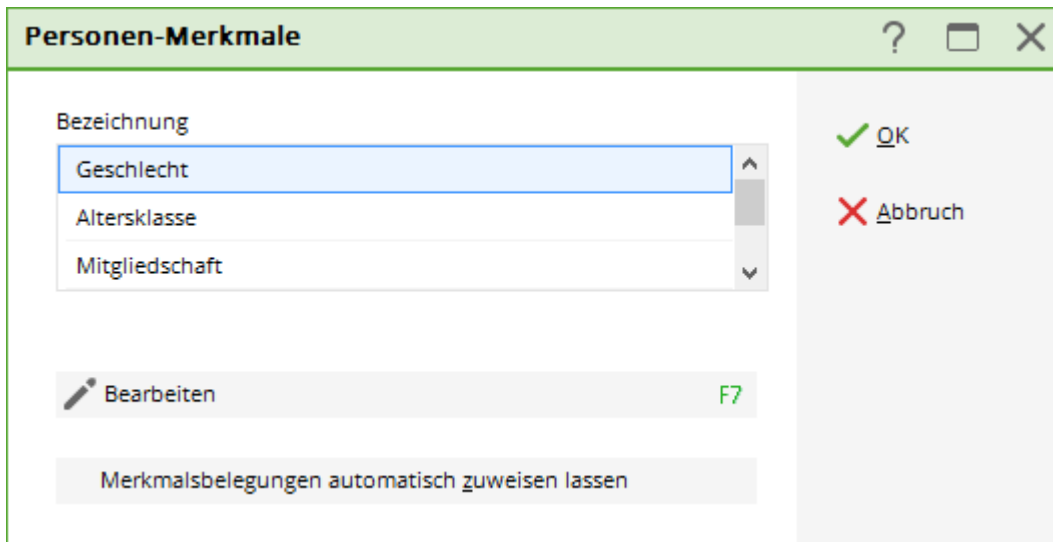 Personen-Merkmale
Bezeichnung
Geschlecht
Altersklasse
Mitgliedschaft
Bearbeiten F7
Merkmalsbelegungen automatisch zuweisen lassen
OK
Abbruch